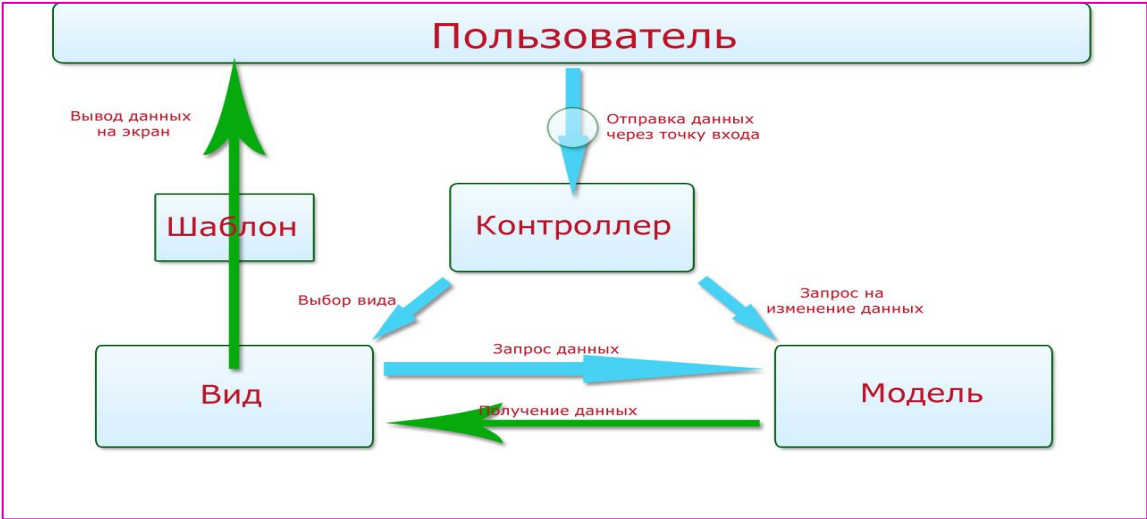 Пользователь
Вывод данных
на экран
Отправка данных
через точку входа
Шаблон
Контроллер
Выбор вида
Запрос на
изменение данных
Запрос данных
Вид
Модель
Получение данных